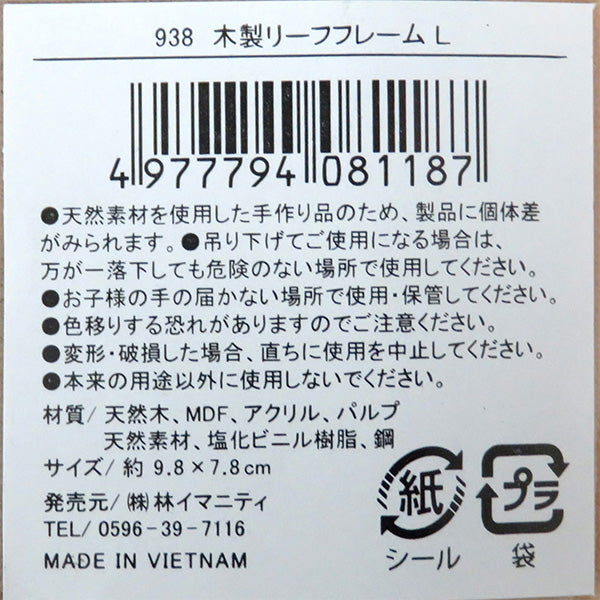 938 木製リーフフレーム L
4 977794 081187
●天然素材を使用した手作り品のため、製品に個体差
がみられます。●吊り下げてご使用になる場合は、
万が一落下しても危険のない場所で使用してください。
●お子様の手の届かない場所で使用・保管してください。
●色移りする恐れがありますのでご注意ください。
●変形・破損した場合、直ちに使用を中止してください。
●本来の用途以外に使用しないでください。
材質/ 天然木、MDF、アクリル、パルプ
天然素材、塩化ビニル樹脂、鋼
サイズ/ 約 9.8×7.8cm
発売元/ ㈱林イマニティ
TEL/ 0596-39-7116
MADE IN VIETNAM
紙
シール
プラ
袋